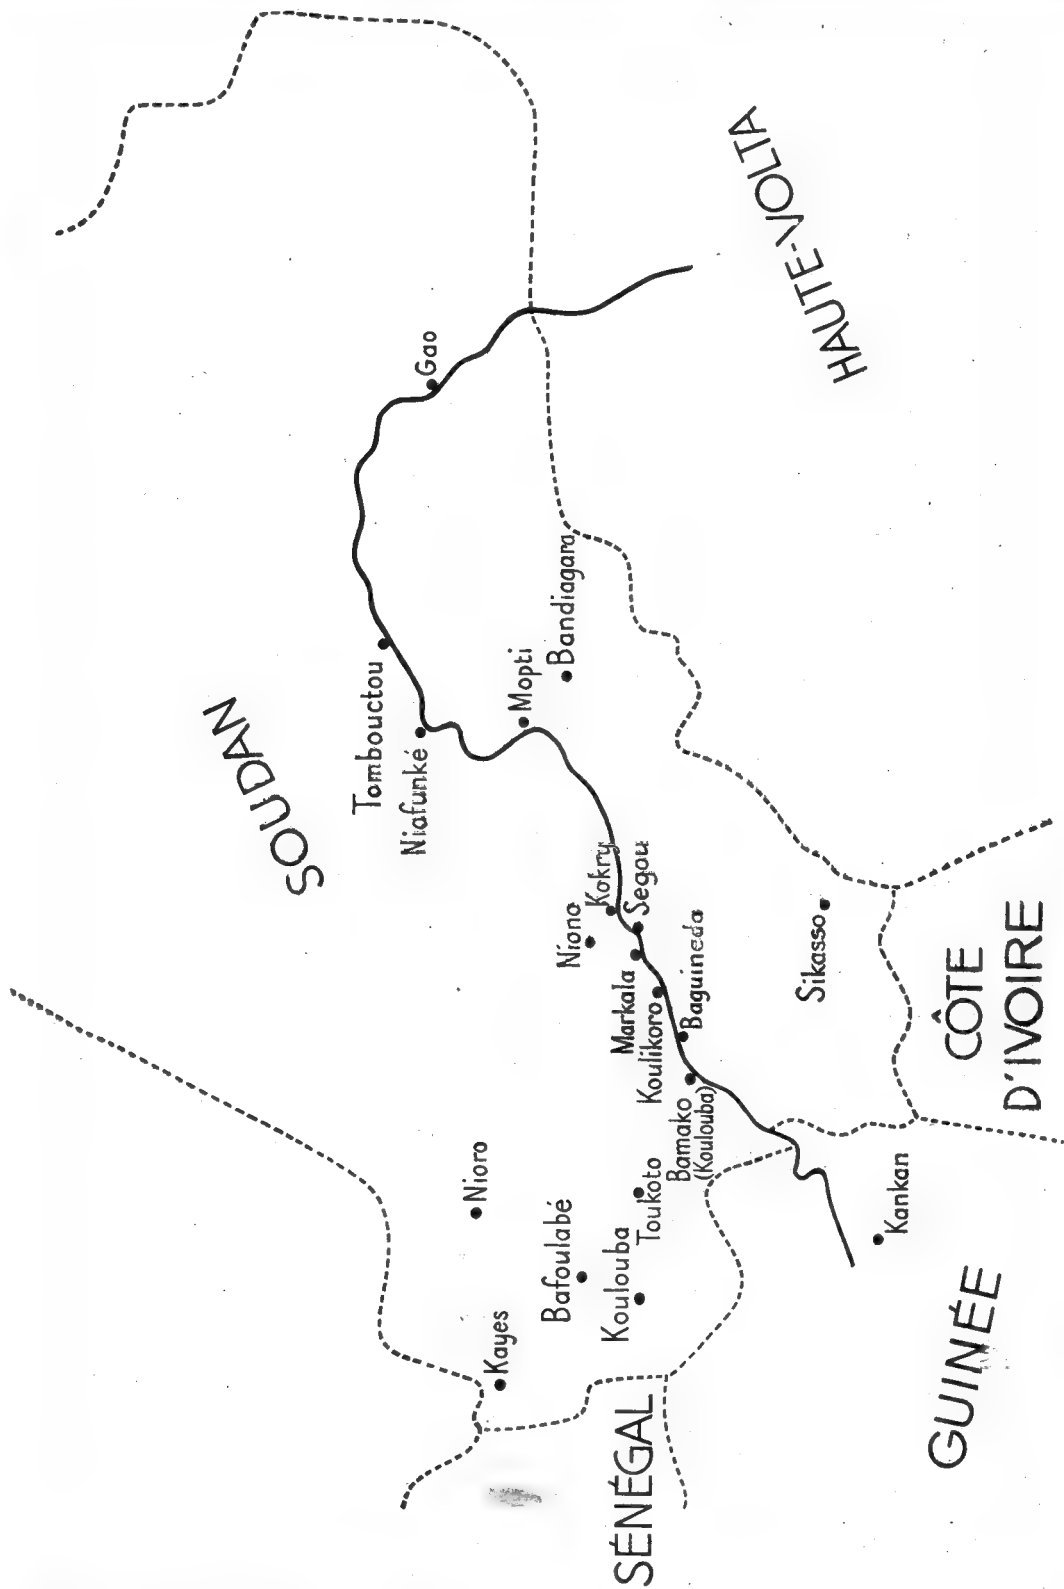 SOUDAN
HAUTE-VOLTA
Gao
Tombouctou
Niafunké
Mopti
Bandiagara
Niono
Kokry
Segou
Markala
Koulikoro
Baguineda
Bamako
(Koulouba)
Sikasso
Nioro
Kayes
Bafoulabé
Koulouba
Toukoto
Kankan
SÉNÉGAL
GUINÉE
CÔTE
D'IVOIRE